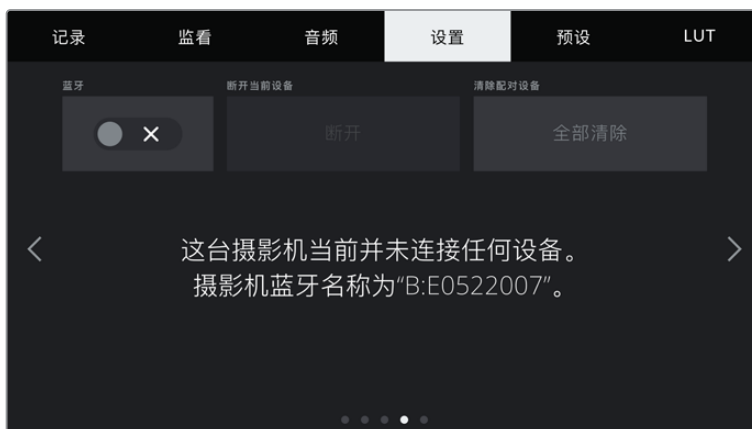 记录 监看 音频 设置 预设 LUT
蓝牙 断开当前设备 清除配对设备
断开 全部清除
这台摄影机当前并未连接任何设备。
摄影机蓝牙名称为“B:E0522007”。